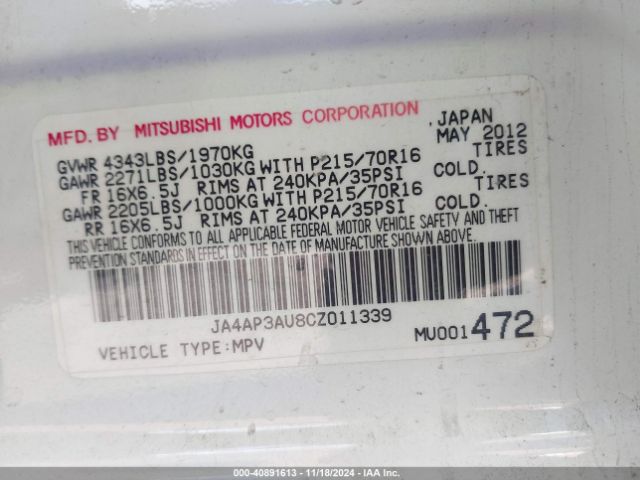 MFD. BY MITSUBISHI MOTORS CORPORATION , JAPAN
GVWR 4343LBS/1970KG MAY 2012
GAWR 2271LBS/1030KG WITH P215/70R16 TIRES
FR 16X6.5J RIMS AT 240KPA/35PSI COLD.
GAWR 2205LBS/1000KG WITH P215/70R16 TIRES
RR 16X6.5J RIMS AT 240KPA/35PSI COLD.
THIS VEHICLE CONFORMS TO ALL APPLICABLE FEDERAL MOTOR VEHICLE SAFETY AND THEFT
PREVENTION STANDARDS IN EFFECT ON THE DATE OF MANUFACTURE SHOWN ABOVE.
JA4AP3AU8CZ011339
VEHICLE TYPE:MPV MU001472
000-40891613 - 11/18/2024 - IAA Inc.